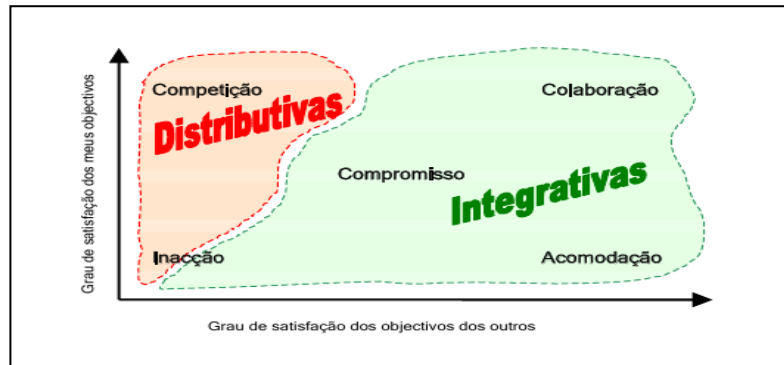 Grau de satisfação dos meus objectivos
Competição
Colaboração
Distributivas
Compromisso
Integrativas
Inacção
Acomodação
Grau de satisfação dos objectivos dos outros